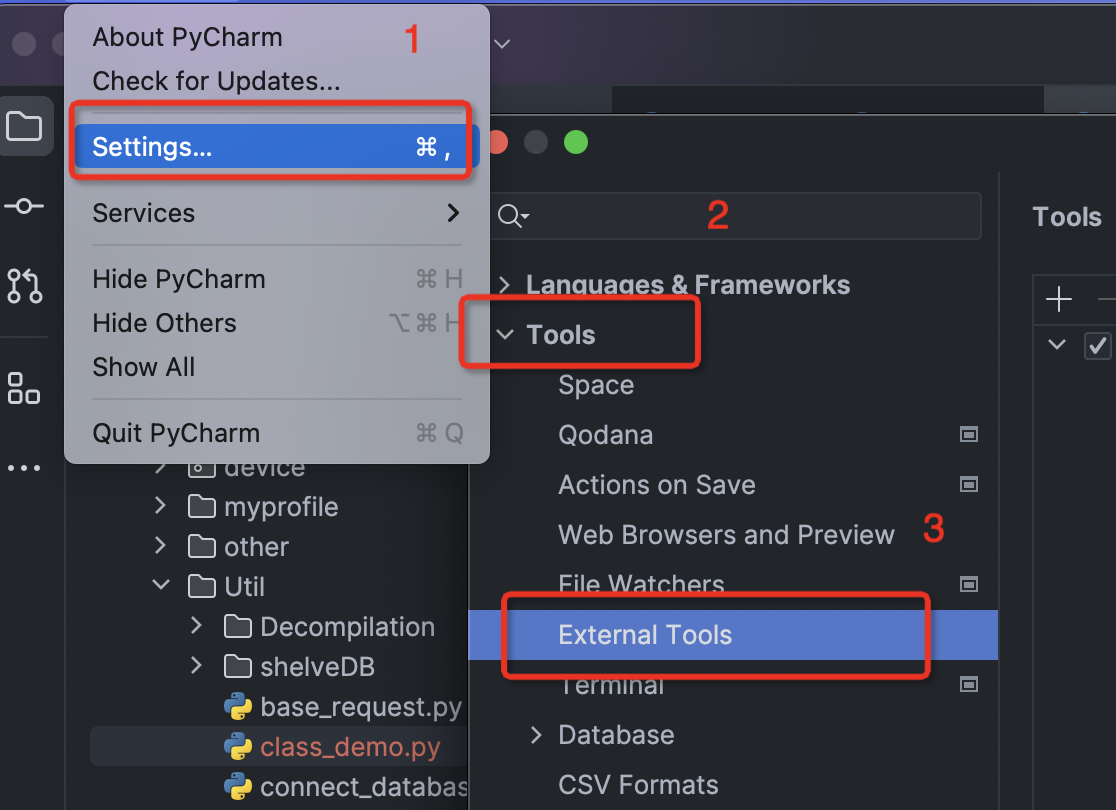 About PyCharm
1
Check for Updates...
Settings...
⌘ ,
Services
Hide PyCharm
⌘ H
Hide Others
⌥ ⌘ H
Show All
Quit PyCharm
⌘ Q
device
myprofile
other
Util
Decompilation
shelveDB
base_request.py
class_demo.py
connect_databas
2
Languages & Frameworks
Tools
Space
Qodana
Actions on Save
Web Browsers and Preview
3
File Watchers
External Tools
Terminal
Database
CSV Formats
Tools